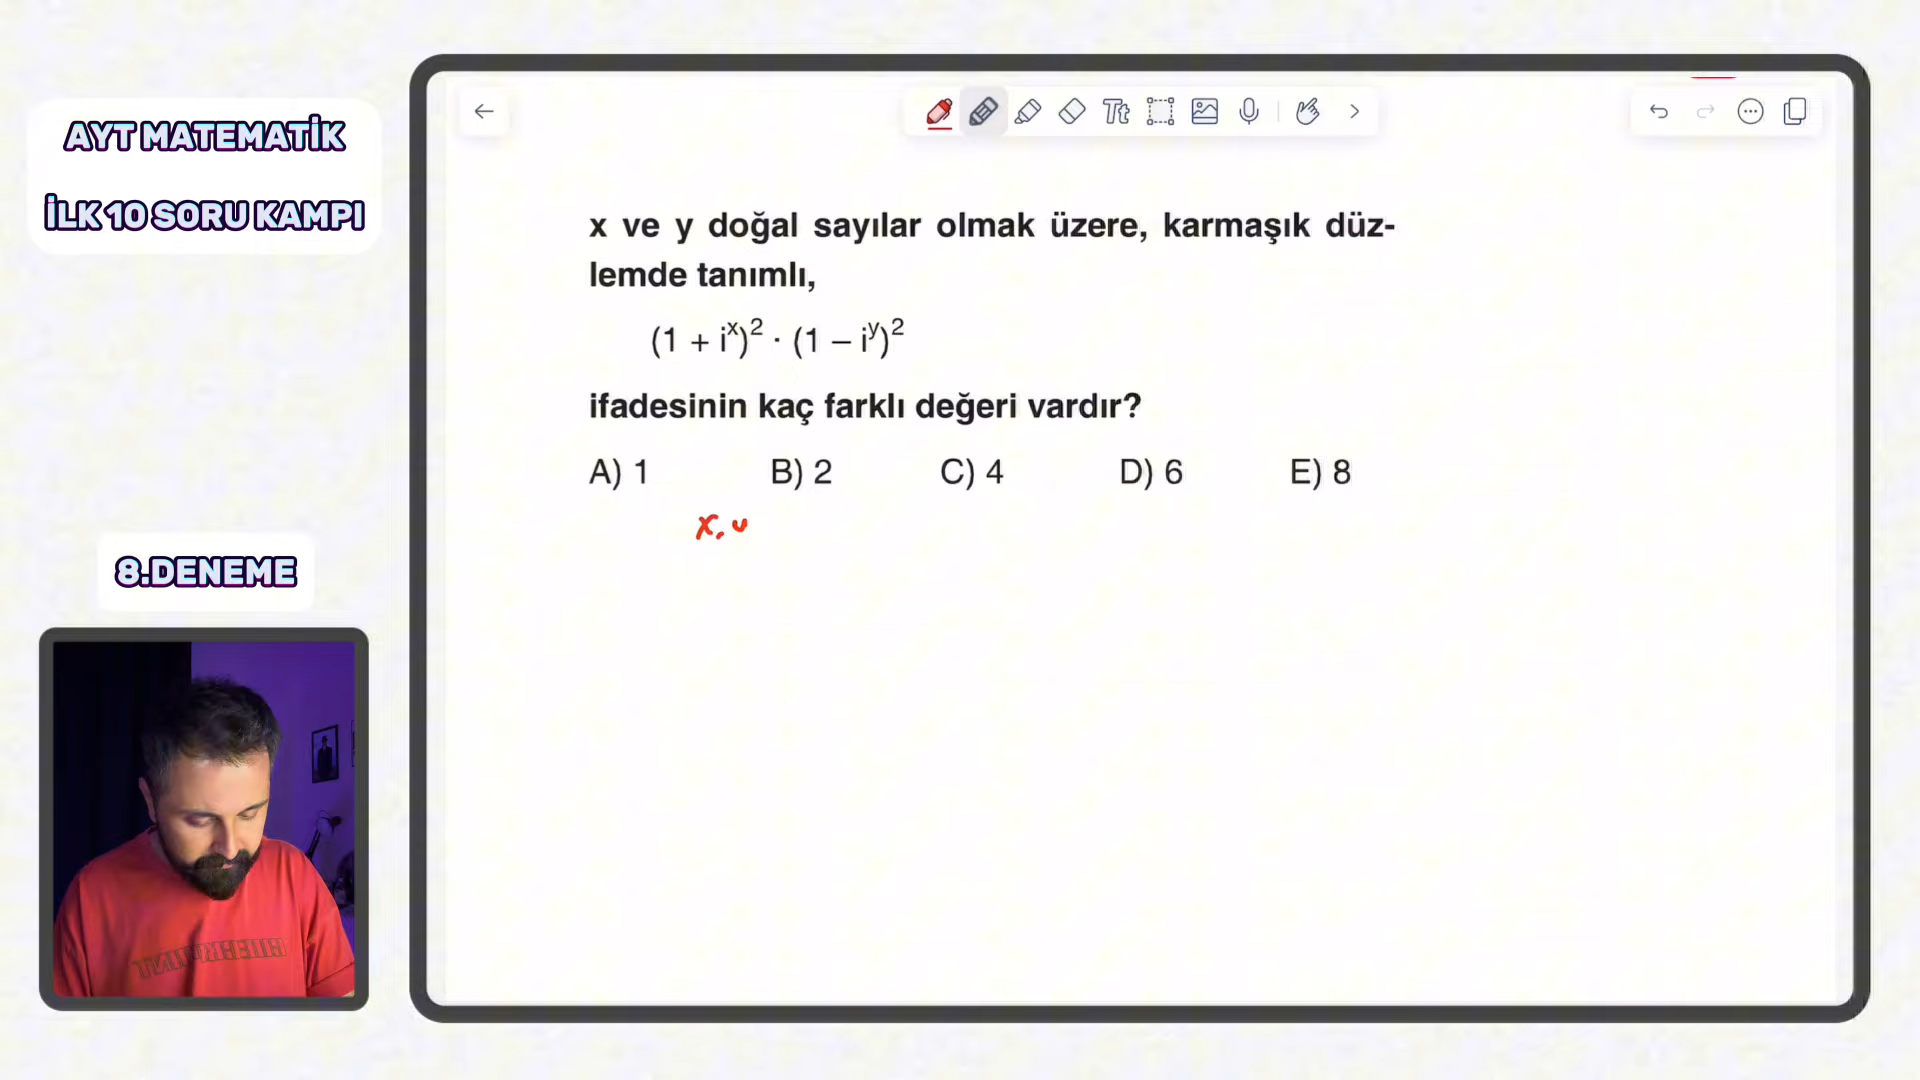 AYT MATEMATİK
İLK 10 SORU KAMPI
x ve y doğal sayılar olmak üzere, karmaşık düz-
lemde tanımlı,
(1 + i^x)^2 · (1 – i^y)^2
ifadesinin kaç farklı değeri vardır?
A) 1 B) 2 C) 4 D) 6 E) 8
x,
8.DENEME
Tt